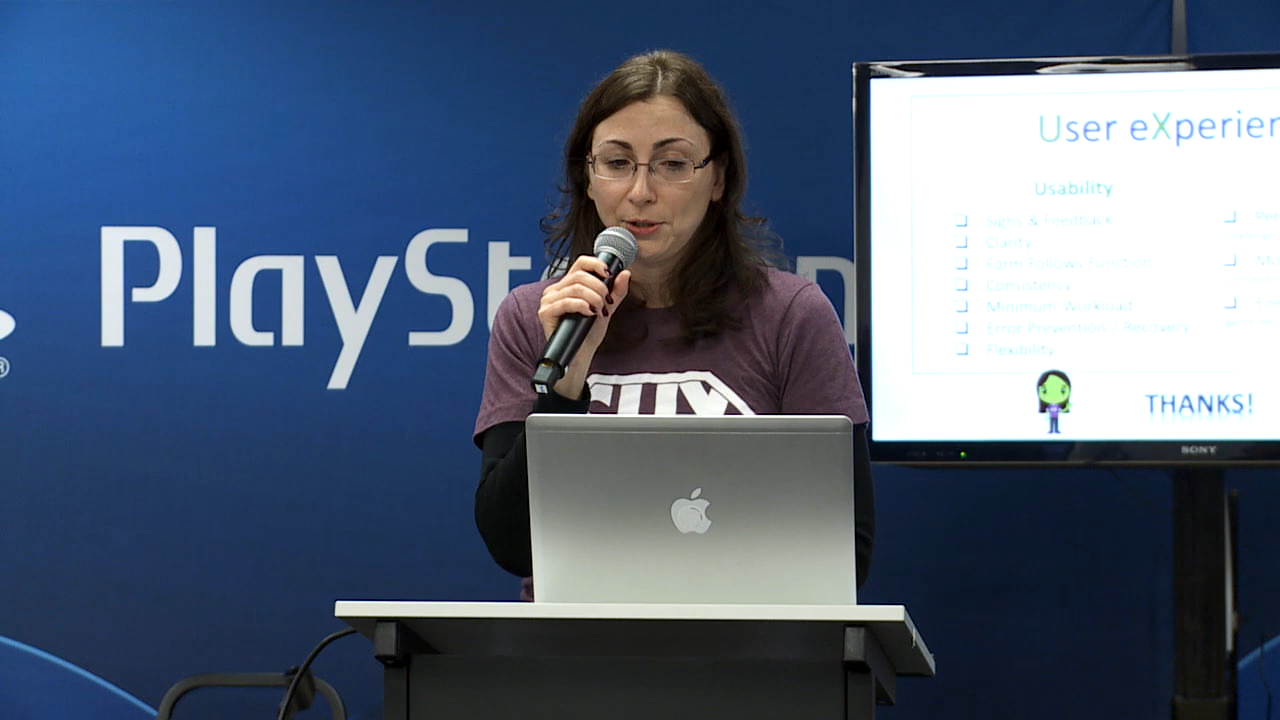 PlaySt
®
User eXperien
Usability
Signs & Feedback
Clarity
Form Follows Function
Consistency
Minimum Workload
Error Prevention / Recovery
Flexibility
THANKS!
SONY